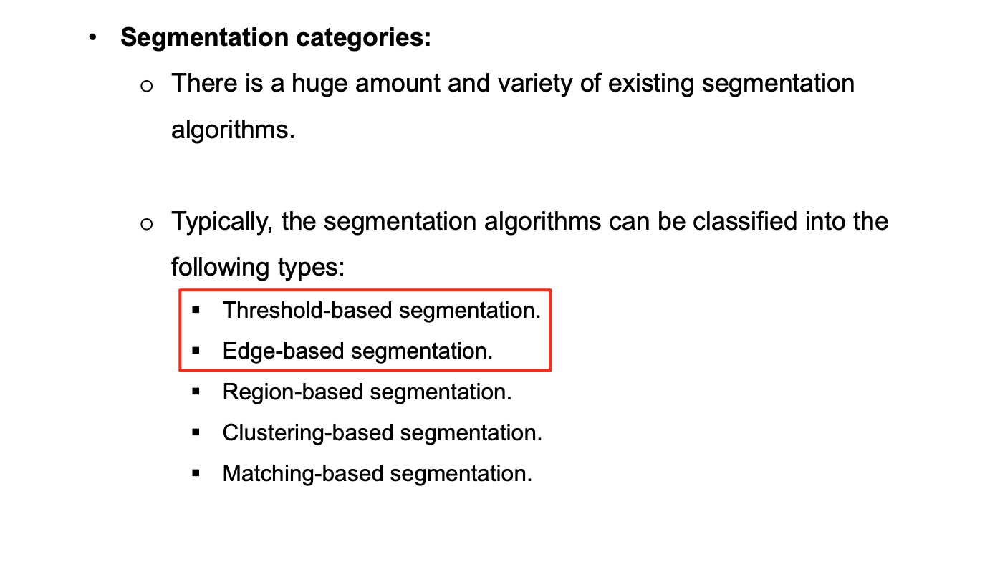 • Segmentation categories:
o There is a huge amount and variety of existing segmentation
algorithms.
o Typically, the segmentation algorithms can be classified into the
following types:
▪ Threshold-based segmentation.
▪ Edge-based segmentation.
▪ Region-based segmentation.
▪ Clustering-based segmentation.
▪ Matching-based segmentation.